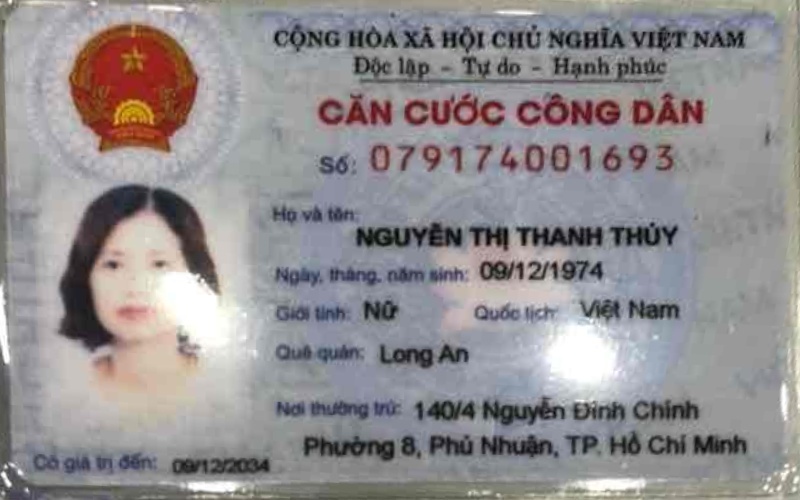 CỘNG HÒA XÃ HỘI CHỦ NGHĨA VIỆT NAM
Độc lập - Tự do - Hạnh phúc
CĂN CƯỚC CÔNG DÂN
Số: 079174001693
Họ và tên:
NGUYỄN THỊ THANH THỦY
Ngày, tháng, năm sinh: 09/12/1974
Giới tính: Nữ Quốc tịch: Việt Nam
Quê quán: Long An
Nơi thường trú: 140/4 Nguyễn Đình Chính
Phường 8, Phú Nhuận, TP. Hồ Chí Minh
Có giá trị đến: 09/12/2034